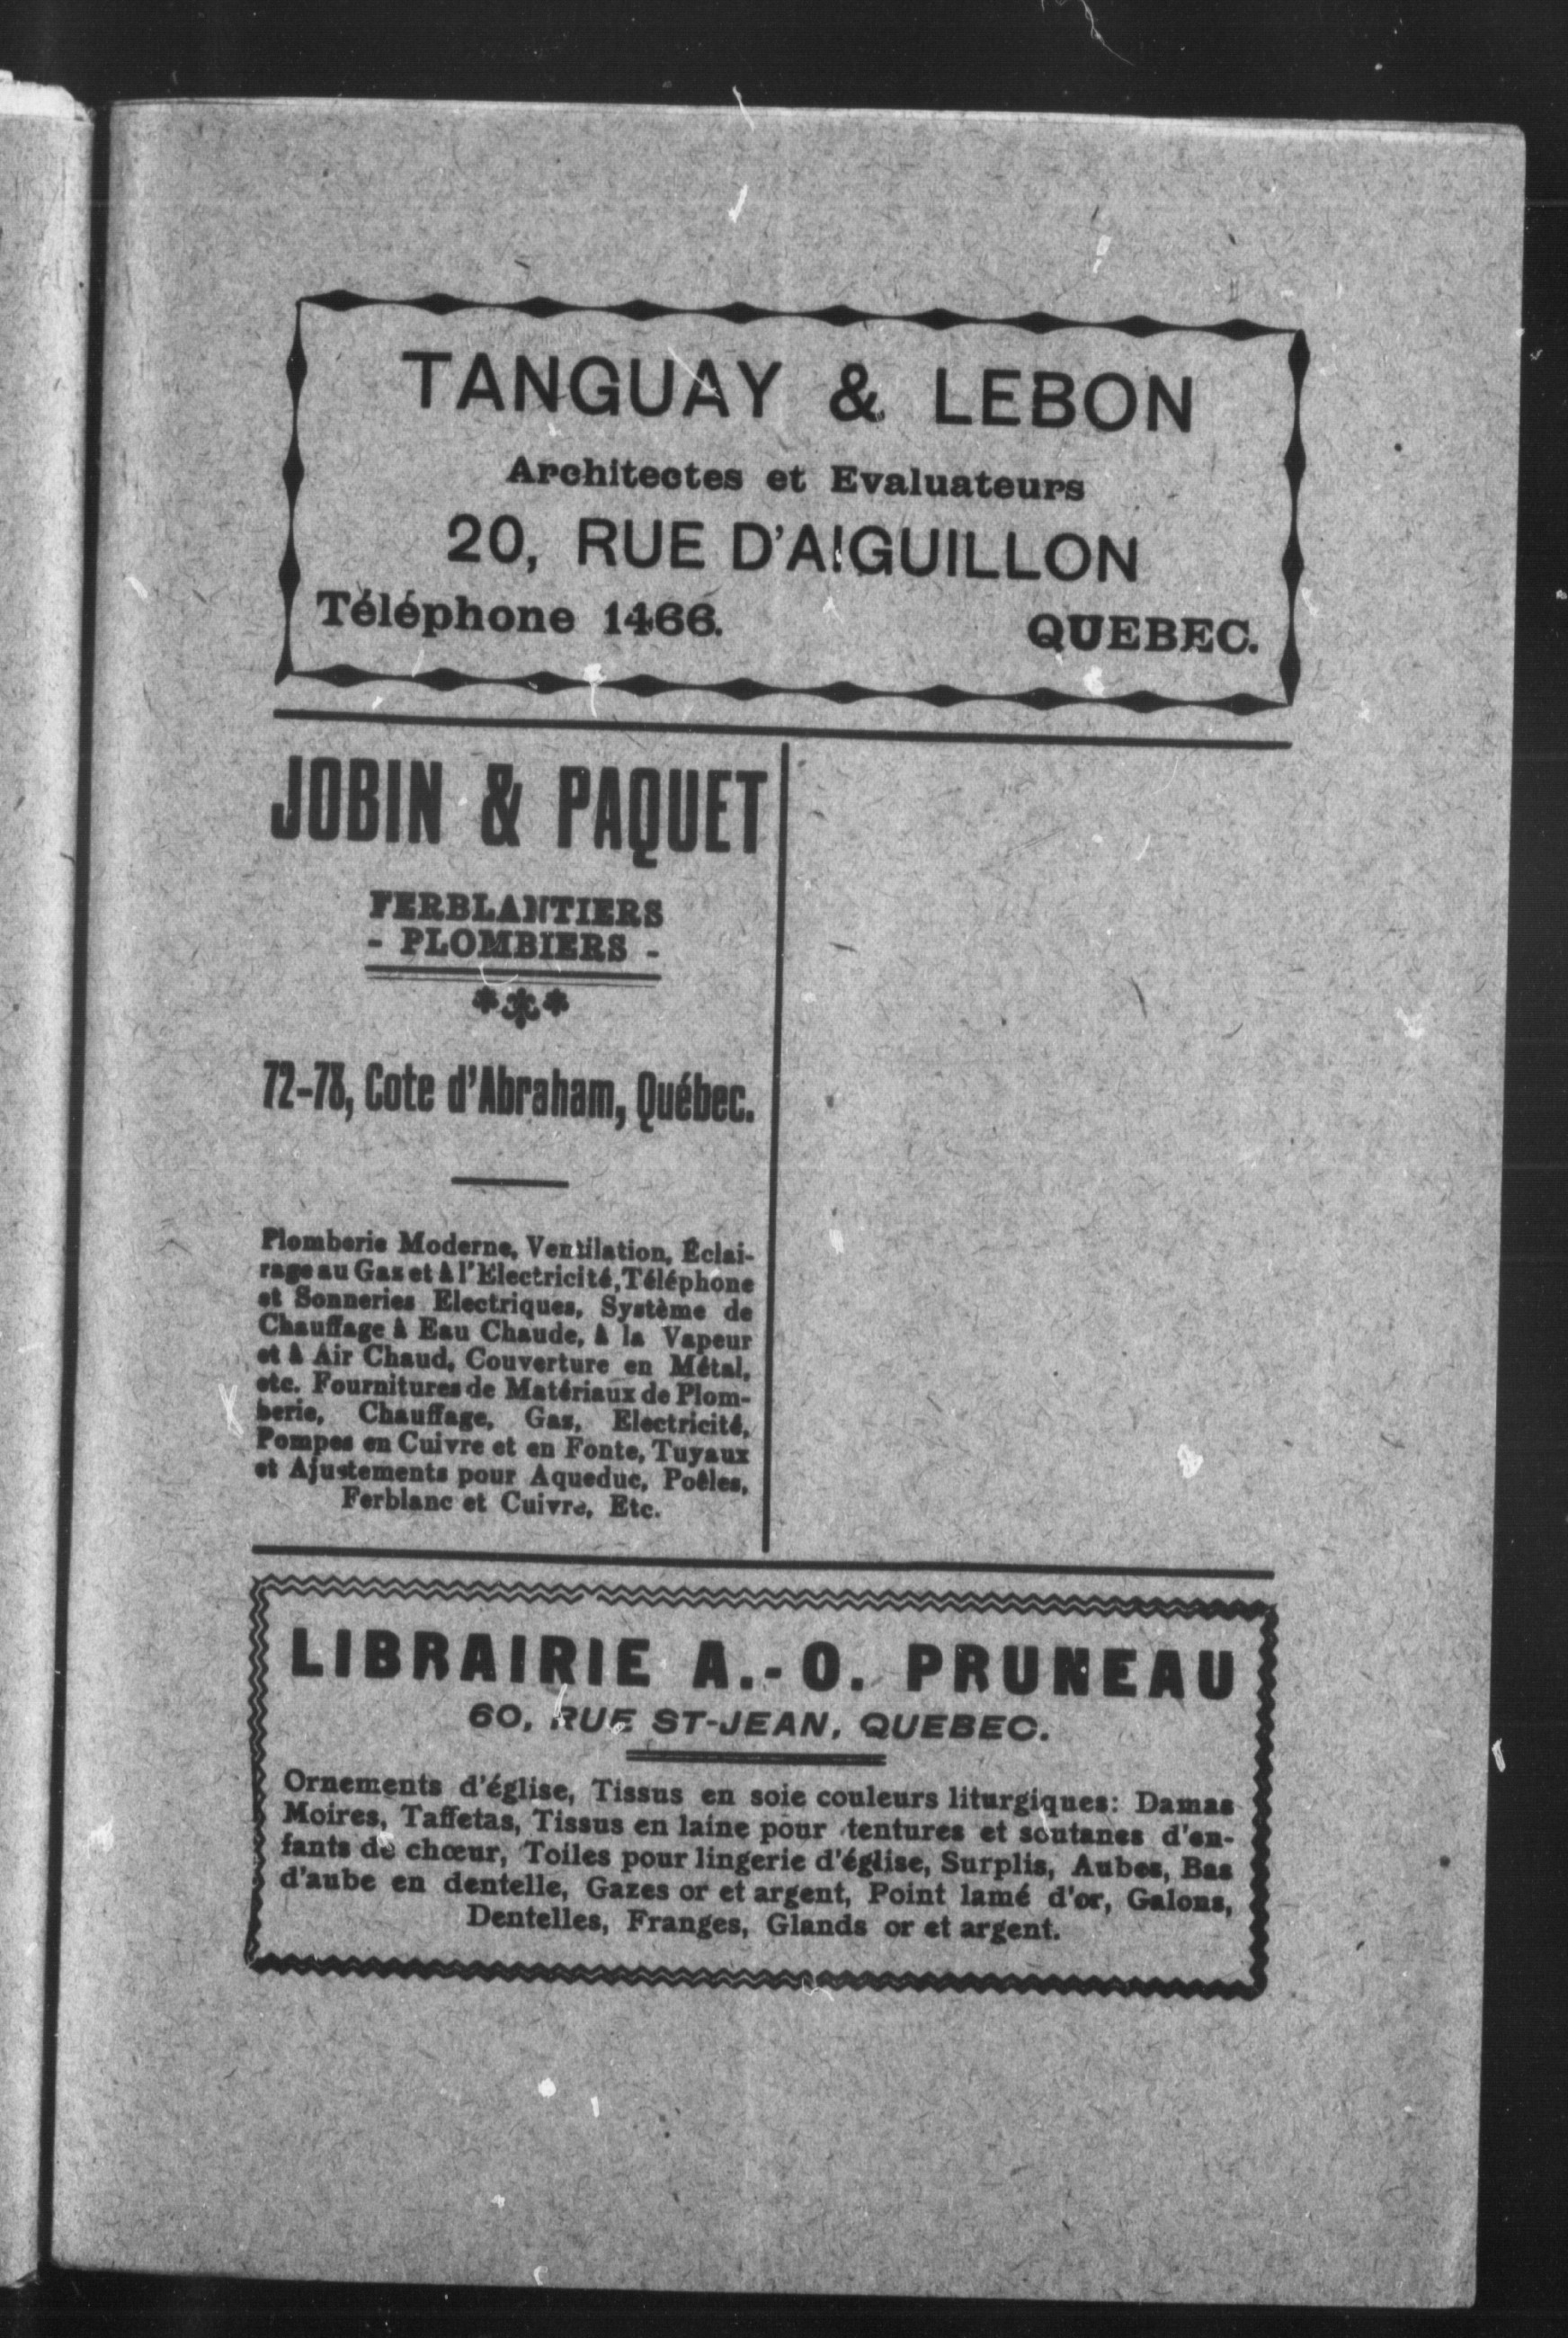 TANGUAY & LEBON
Architectes et Evaluateurs
20, RUE D'AIGUILLON
Téléphone 1466. QUEBEC.
JOBIN & PAQUET
FERBLANTIERS
- PLOMBIERS -
72-78, Cote d'Abraham, Québec.
Plomberie Moderne, Ventilation, Éclai-
rage au Gaz et à l'Electricité, Téléphone
et Sonneries Electriques, Système de
Chauffage à Eau Chaude, à la Vapeur
et à Air Chaud, Couverture en Métal,
etc. Fournitures de Matériaux de Plom-
berie, Chauffage, Gaz, Electricité,
Pompes en Cuivre et en Fonte, Tuyaux
et Ajustements pour Aqueduc, Poêles,
Ferblanc et Cuivre, Etc.
LIBRAIRIE A.-O. PRUNEAU
60, RUE ST-JEAN, QUEBEC.
Ornements d'église, Tissus en soie couleurs liturgiques: Damas
Moires, Taffetas, Tissus en laine pour tentures et soutanes d'en-
fants de chœur, Toiles pour lingerie d'église, Surplis, Aubes, Bas
d'aube en dentelle, Gazes or et argent, Point lamé d'or, Galons,
Dentelles, Franges, Glands or et argent.